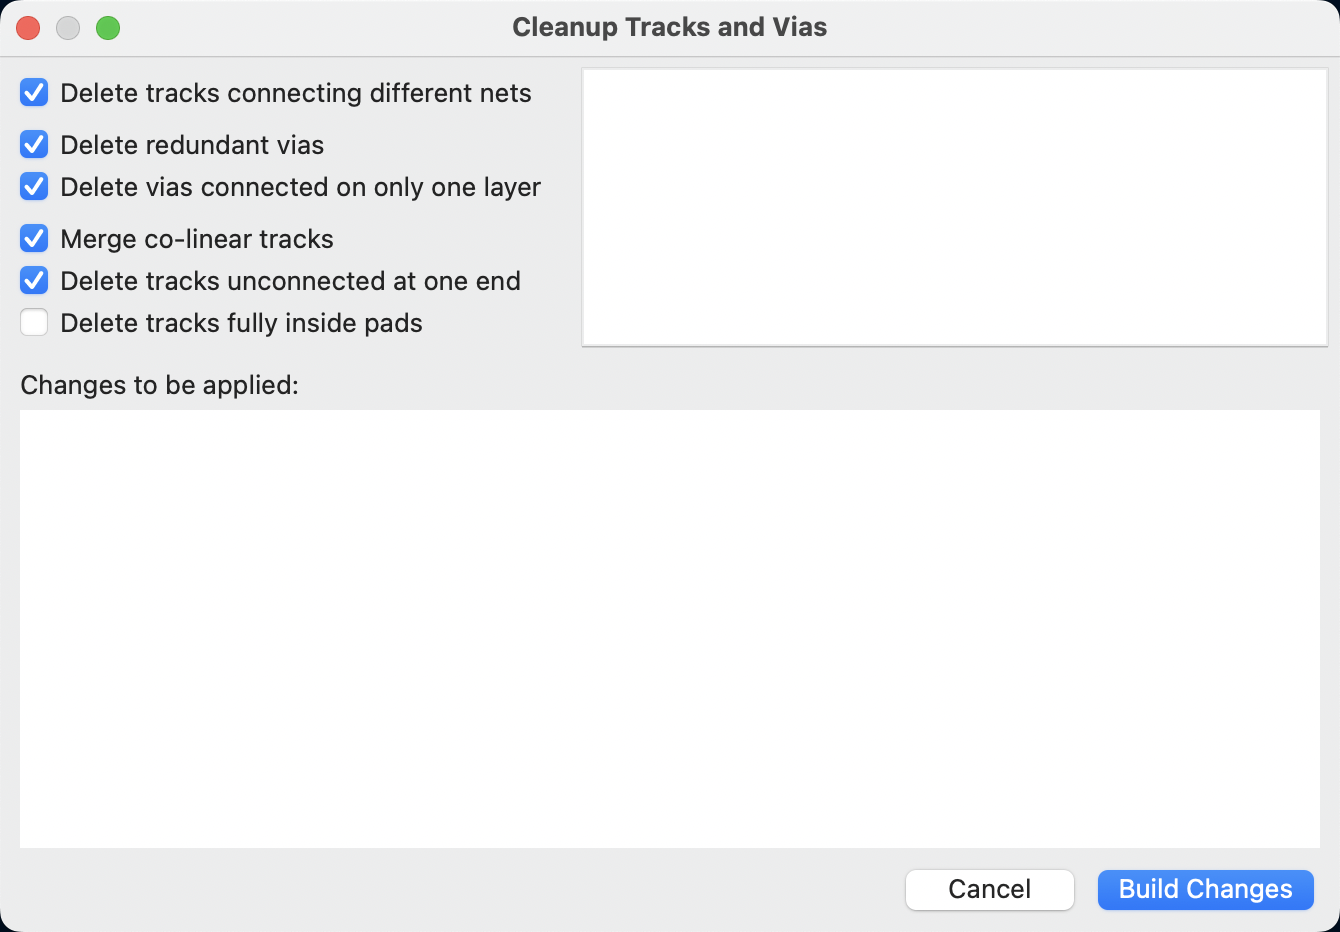 Cleanup Tracks and Vias
Delete tracks connecting different nets
Delete redundant vias
Delete vias connected on only one layer
Merge co-linear tracks
Delete tracks unconnected at one end
Delete tracks fully inside pads
Changes to be applied:
Cancel
Build Changes